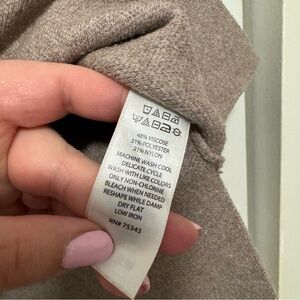 48% VISCOSE
31% POLYESTER
21% NYLON
MACHINE WASH COOL
DELICATE CYCLE
WASH WITH LIKE COLORS
ONLY NON-CHLORINE
BLEACH WHEN NEEDED
RESHAPE WHILE DAMP
DRY FLAT
LOW IRON
RN# 75343